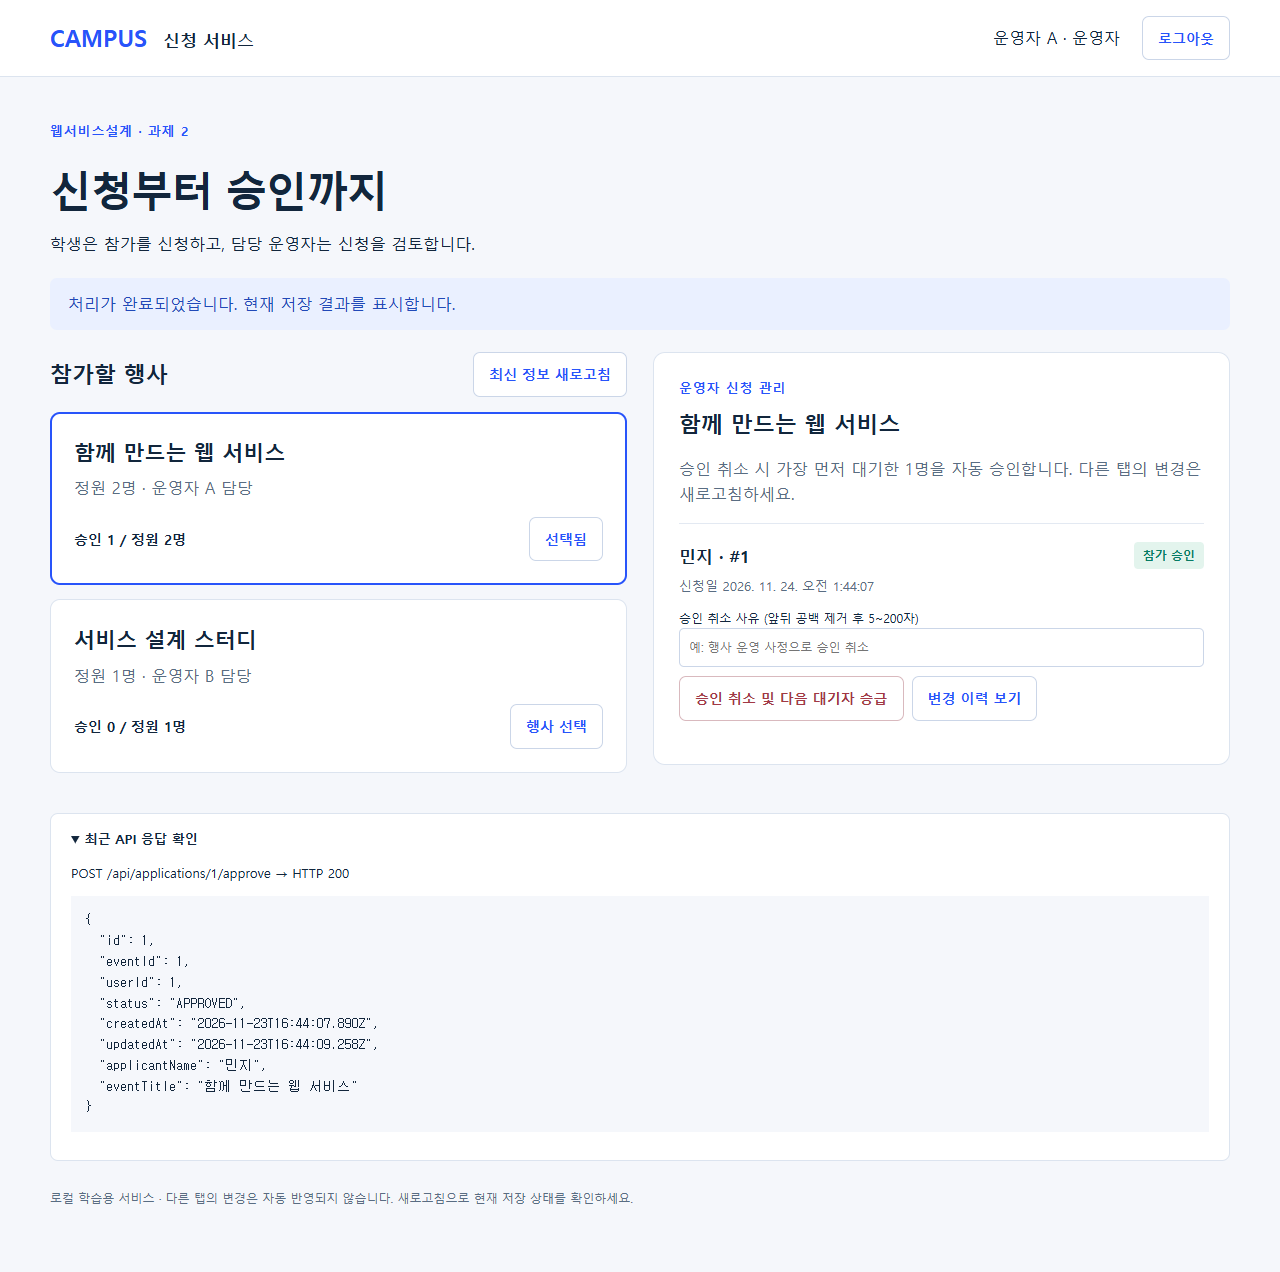 CAMPUS 신청 서비스
운영자 A · 운영자
로그아웃
웹서비스설계 · 과제 2
신청부터 승인까지
학생은 참가를 신청하고, 담당 운영자는 신청을 검토합니다.
처리가 완료되었습니다. 현재 저장 결과를 표시합니다.
참가할 행사
최신 정보 새로고침
함께 만드는 웹 서비스
정원 2명 · 운영자 A 담당
승인 1 / 정원 2명
선택됨
서비스 설계 스터디
정원 1명 · 운영자 B 담당
승인 0 / 정원 1명
행사 선택
운영자 신청 관리
함께 만드는 웹 서비스
승인 취소 시 가장 먼저 대기한 1명을 자동 승인합니다. 다른 탭의 변경은
새로고침하세요.
민지 · #1
참가 승인
신청일 2026. 11. 24. 오전 1:44:07
승인 취소 사유 (앞뒤 공백 제거 후 5~200자)
예: 행사 운영 사정으로 승인 취소
승인 취소 및 다음 대기자 승급
변경 이력 보기
▼ 최근 API 응답 확인
POST /api/applications/1/approve → HTTP 200
{
"id": 1,
"eventId": 1,
"userId": 1,
"status": "APPROVED",
"createdAt": "2026-11-23T16:44:07.890Z",
"updatedAt": "2026-11-23T16:44:09.258Z",
"applicantName": "민지",
"eventTitle": "함께 만드는 웹 서비스"
}
로컬 학습용 서비스 · 다른 탭의 변경은 자동 반영되지 않습니다. 새로고침으로 현재 저장 상태를 확인하세요.